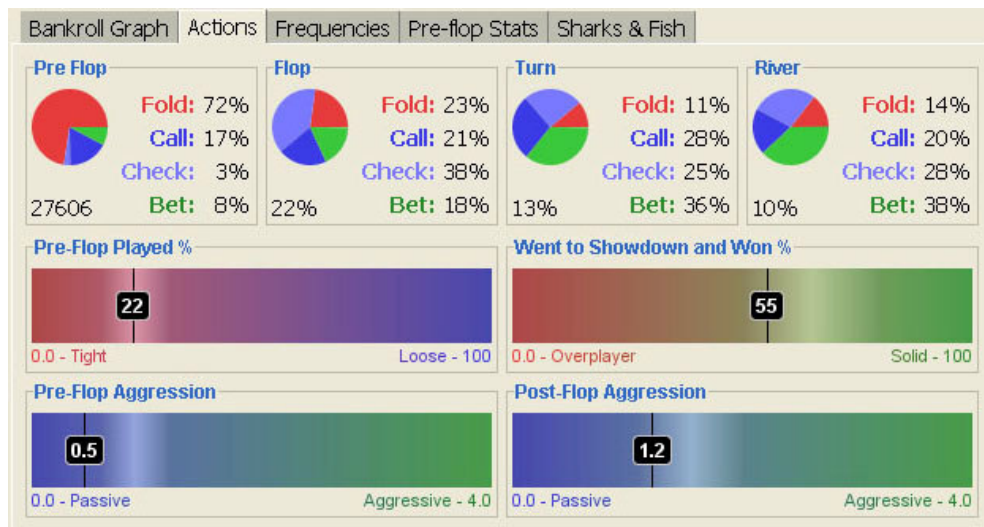 Bankroll Graph Actions Frequencies Pre-flop Stats Sharks & Fish
Pre Flop
Fold: 72%
Call: 17%
Check: 3%
27606 Bet: 8%
Flop
Fold: 23%
Call: 21%
Check: 38%
22% Bet: 18%
Turn
Fold: 11%
Call: 28%
Check: 25%
13% Bet: 36%
River
Fold: 14%
Call: 20%
Check: 28%
10% Bet: 38%
Pre-Flop Played %
22
0.0 - Tight Loose - 100
Went to Showdown and Won %
55
0.0 - Overplayer Solid - 100
Pre-Flop Aggression
0.5
0.0 - Passive Aggressive - 4.0
Post-Flop Aggression
1.2
0.0 - Passive Aggressive - 4.0